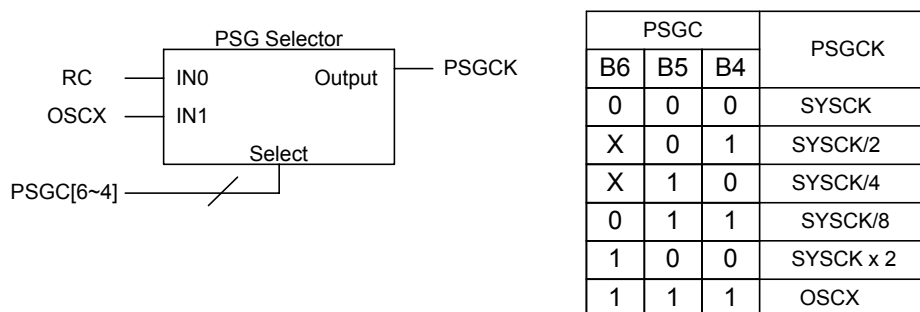 PSG Selector
RC
IN0
Output
PSGCK
OSCX
IN1
Select
PSGC[6~4]
PSGC
PSGCK
B6 B5 B4
0 0 0 SYSCK
X 0 1 SYSCK/2
X 1 0 SYSCK/4
0 1 1 SYSCK/8
1 0 0 SYSCK x 2
1 1 1 OSCX